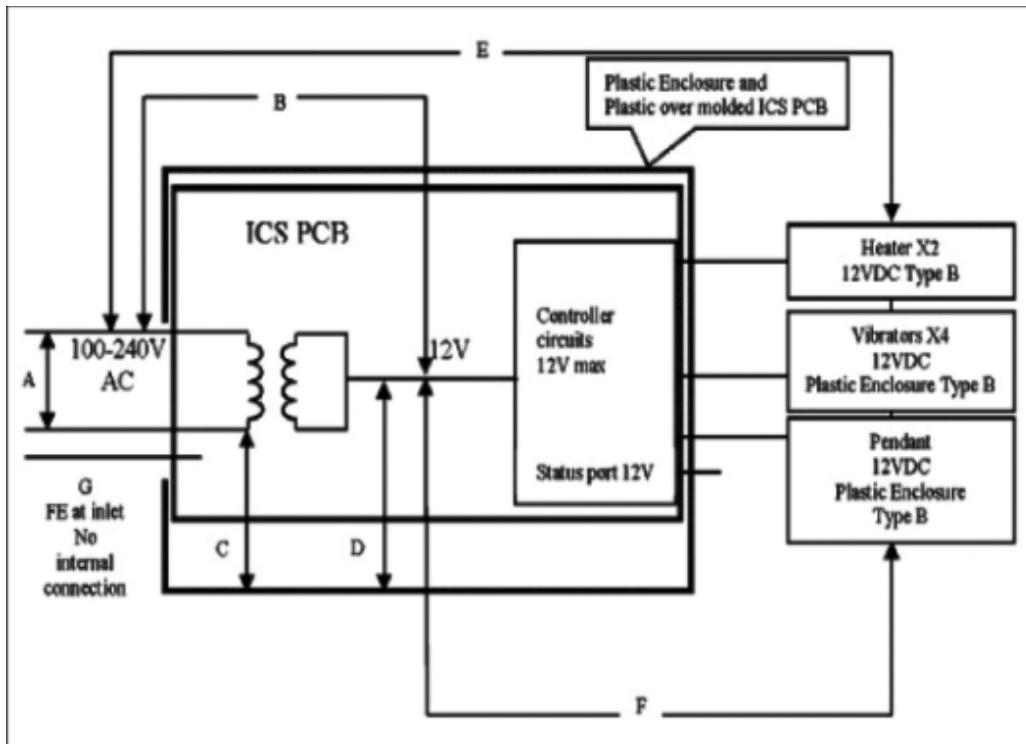 E
B
Plastic Enclosure and
Plastic over molded ICS PCB
ICS PCB
Heater X2
12VDC Type B
Controller
circuits
12V max
100-240V
AC
12V
A
Vibrators X4
12VDC
Plastic Enclosure Type B
Pendant
12VDC
Plastic Enclosure
Type B
Status port 12V
G
FE at inlet
No
internal
connection
C
D
F